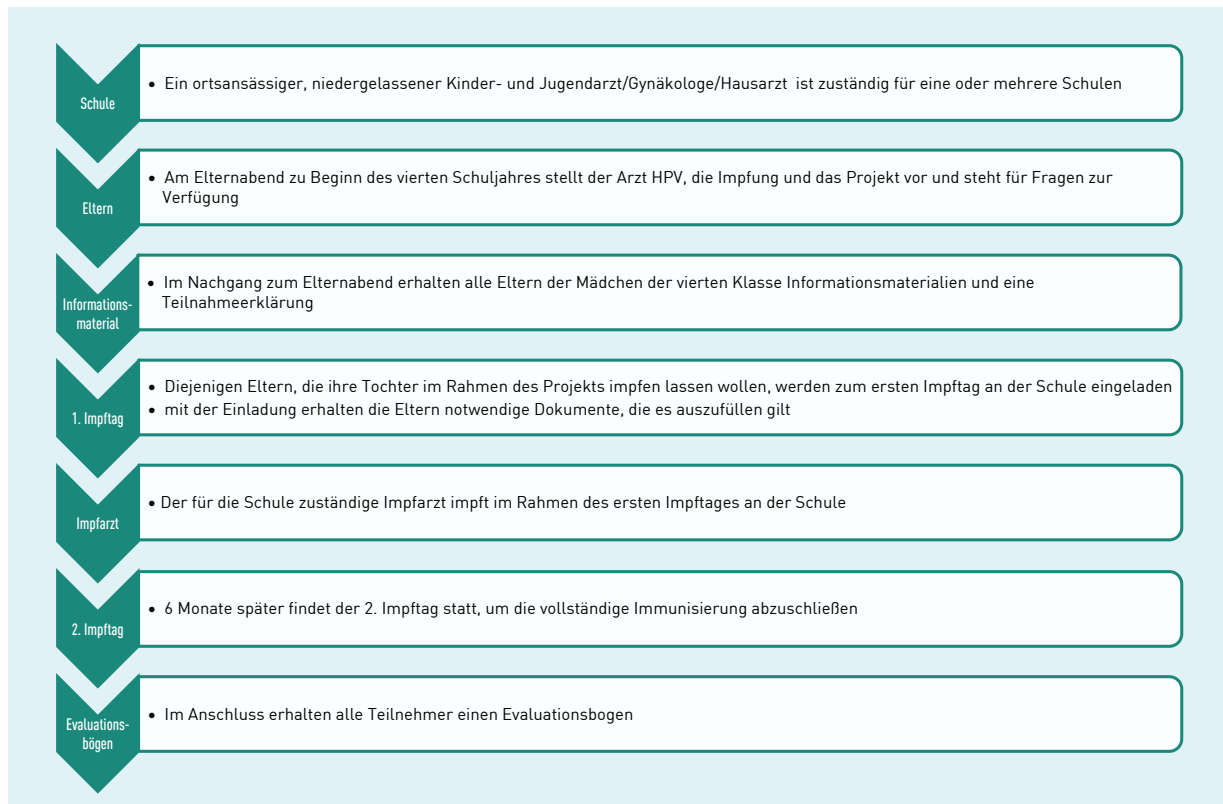 Schule
• Ein ortsansässiger, niedergelassener Kinder- und Jugendarzt/Gynäkologe/Hausarzt ist zuständig für eine oder mehrere Schulen
Eltern
• Am Elternabend zu Beginn des vierten Schuljahres stellt der Arzt HPV, die Impfung und das Projekt vor und steht für Fragen zur
Verfügung
Informations-
material
• Im Nachgang zum Elternabend erhalten alle Eltern der Mädchen der vierten Klasse Informationsmaterialien und eine
Teilnahmeerklärung
1. Impftag
• Diejenigen Eltern, die ihre Tochter im Rahmen des Projekts impfen lassen wollen, werden zum ersten Impftag an der Schule eingeladen
• mit der Einladung erhalten die Eltern notwendige Dokumente, die es auszufüllen gilt
Impfarzt
• Der für die Schule zuständige Impfarzt impft im Rahmen des ersten Impftages an der Schule
2. Impftag
• 6 Monate später findet der 2. Impftag statt, um die vollständige Immunisierung abzuschließen
Evaluations-
bögen
• Im Anschluss erhalten alle Teilnehmer einen Evaluationsbogen